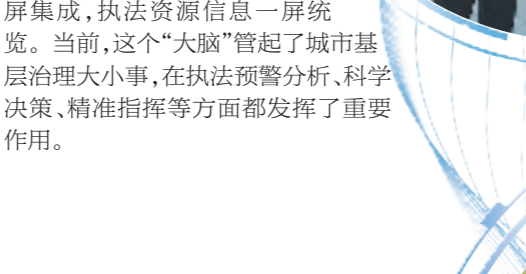 屏集成,执法资源信息一屏统
览。当前,这个“大脑”管起了城市基
层治理大小事,在执法预警分析、科学
决策、精准指挥等方面都发挥了重要
作用。